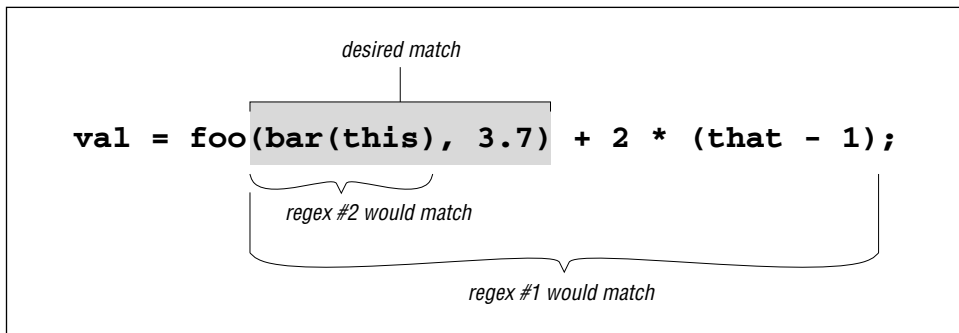 desired match
val = foo(bar(this), 3.7) + 2 * (that - 1);
regex #2 would match
regex #1 would match